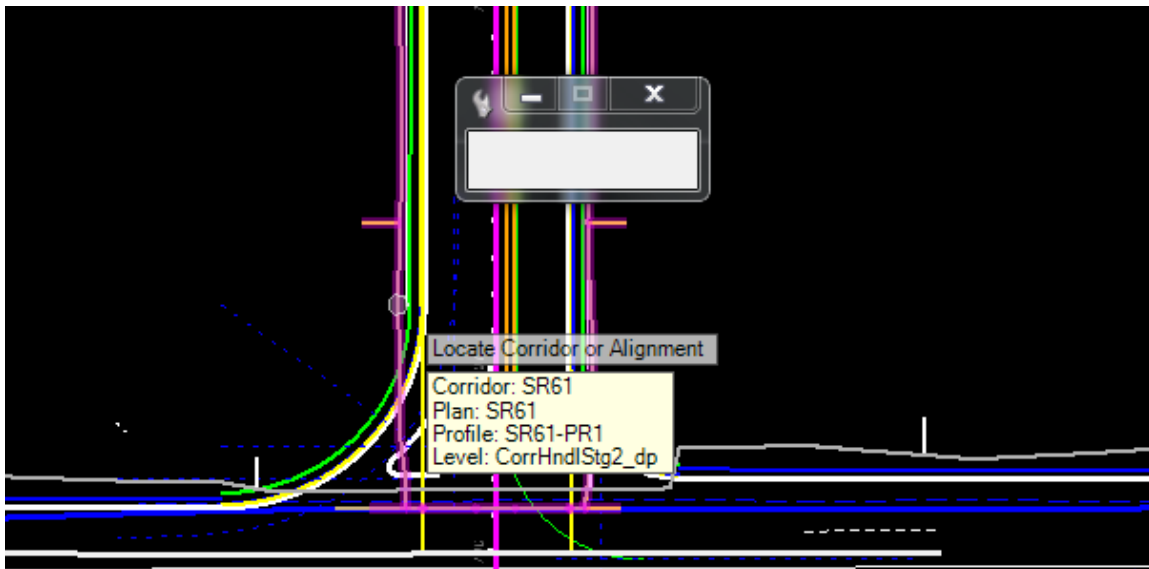 Locate Corridor or Alignment
Corridor: SR61
Plan: SR61
Profile: SR61-PR1
Level: CorrHndlStg2_dp